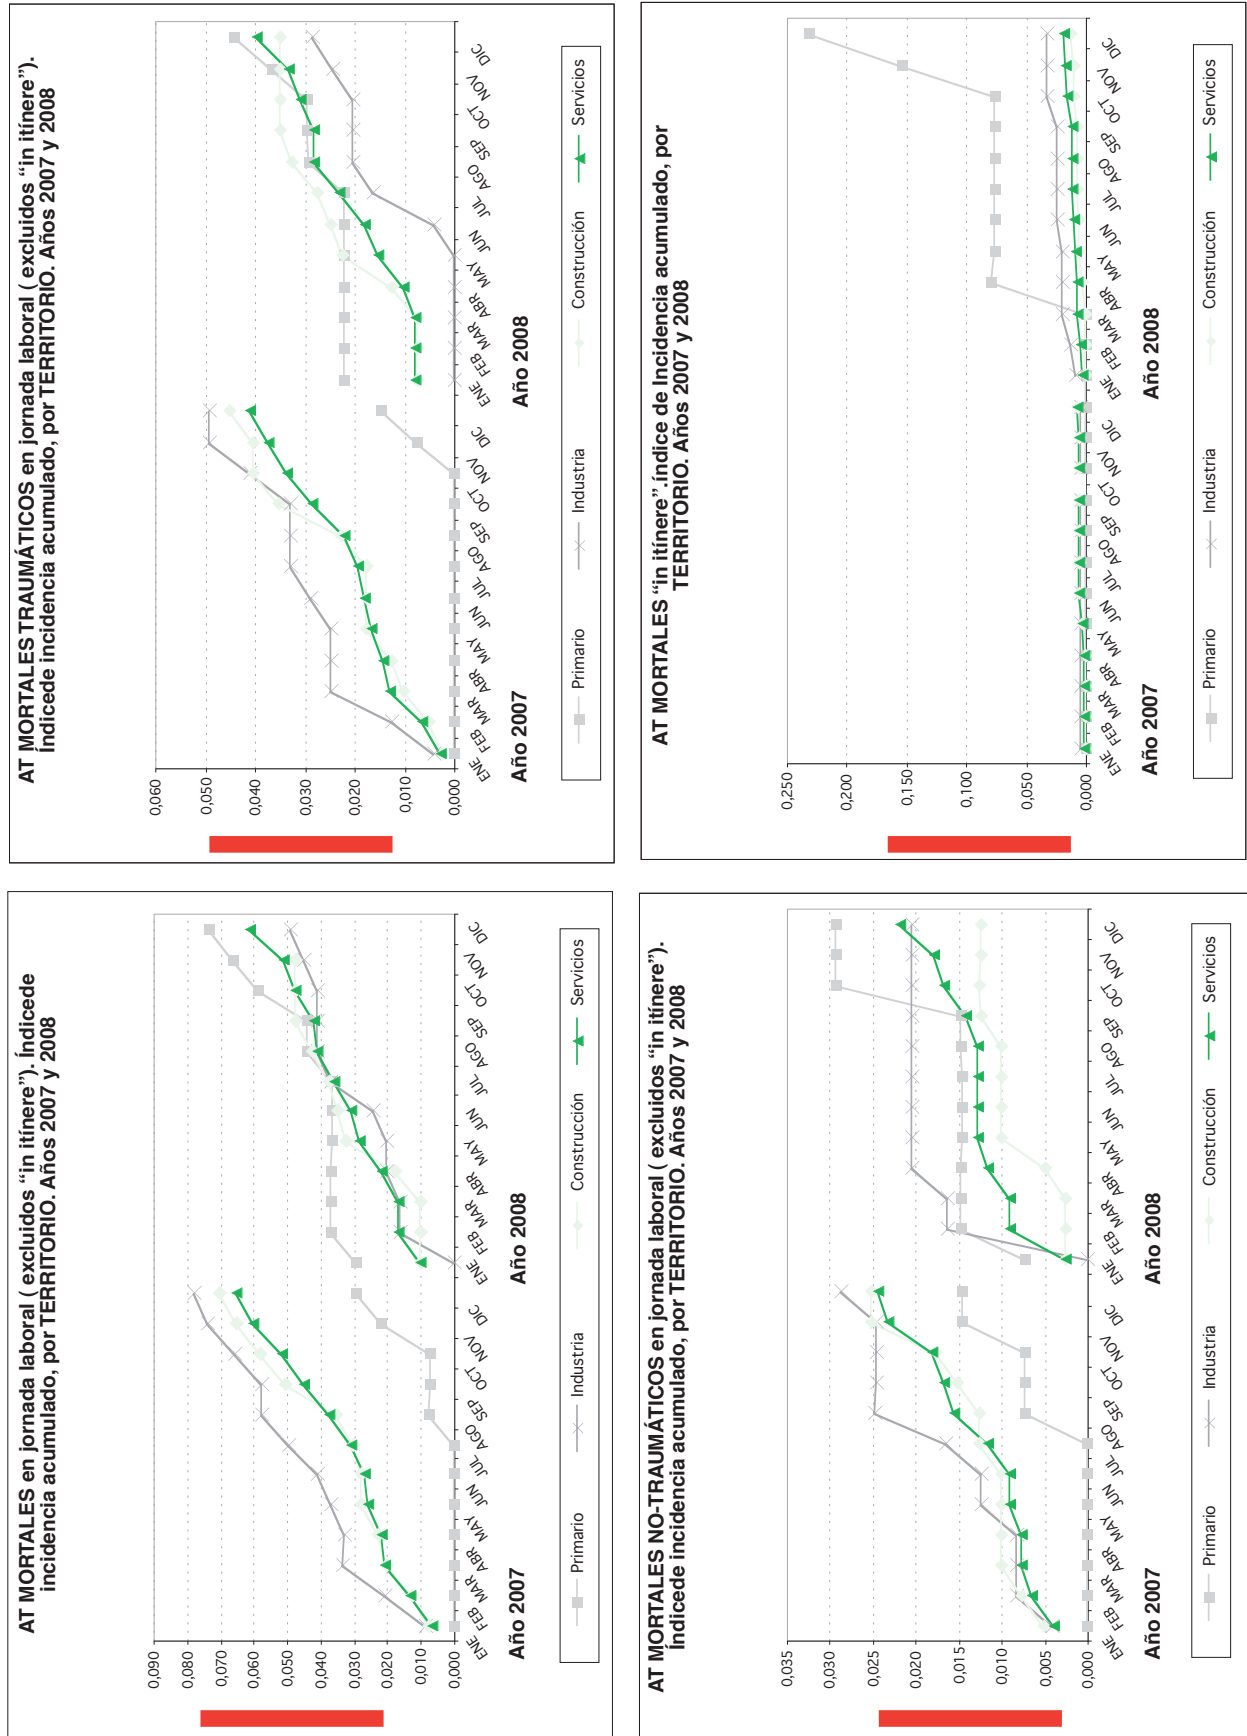 AT MORTALES en jornada laboral ( excluidos “in itínere”). Índicede
incidencia acumulado, por TERRITORIO. Años 2007 y 2008
0,090
0,080
0,070
0,060
0,050
0,040
0,030
0,020
0,010
0,000
ENE FEB MAR ABR MAY JUN JUL AGO SEP OCT NOV DIC ENE FEB MAR ABR MAY JUN JUL AGO SEP OCT NOV DIC
Año 2007 Año 2008
Primario Industria Construcción Servicios
AT MORTALES TRAUMÁTICOS en jornada laboral ( excluidos “in itínere”).
Índicede incidencia acumulado, por TERRITORIO. Años 2007 y 2008
0,060
0,050
0,040
0,030
0,020
0,010
0,000
ENE FEB MAR ABR MAY JUN JUL AGO SEP OCT NOV DIC ENE FEB MAR ABR MAY JUN JUL AGO SEP OCT NOV DIC
Año 2007 Año 2008
Primario Industria Construcción Servicios
AT MORTALES NO-TRAUMÁTICOS en jornada laboral ( excluidos “in itínere”).
Índicede incidencia acumulado, por TERRITORIO. Años 2007 y 2008
0,035
0,030
0,025
0,020
0,015
0,010
0,005
0,000
ENE FEB MAR ABR MAY JUN JUL AGO SEP OCT NOV DIC ENE FEB MAR ABR MAY JUN JUL AGO SEP OCT NOV DIC
Año 2007 Año 2008
Primario Industria Construcción Servicios
AT MORTALES “in itínere”.índice de Incidencia acumulado, por
TERRITORIO. Años 2007 y 2008
0,250
0,200
0,150
0,100
0,050
0,000
ENE FEB MAR ABR MAY JUN JUL AGO SEP OCT NOV DIC ENE FEB MAR ABR MAY JUN JUL AGO SEP OCT NOV DIC
Año 2007 Año 2008
Primario Industria Construcción Servicios